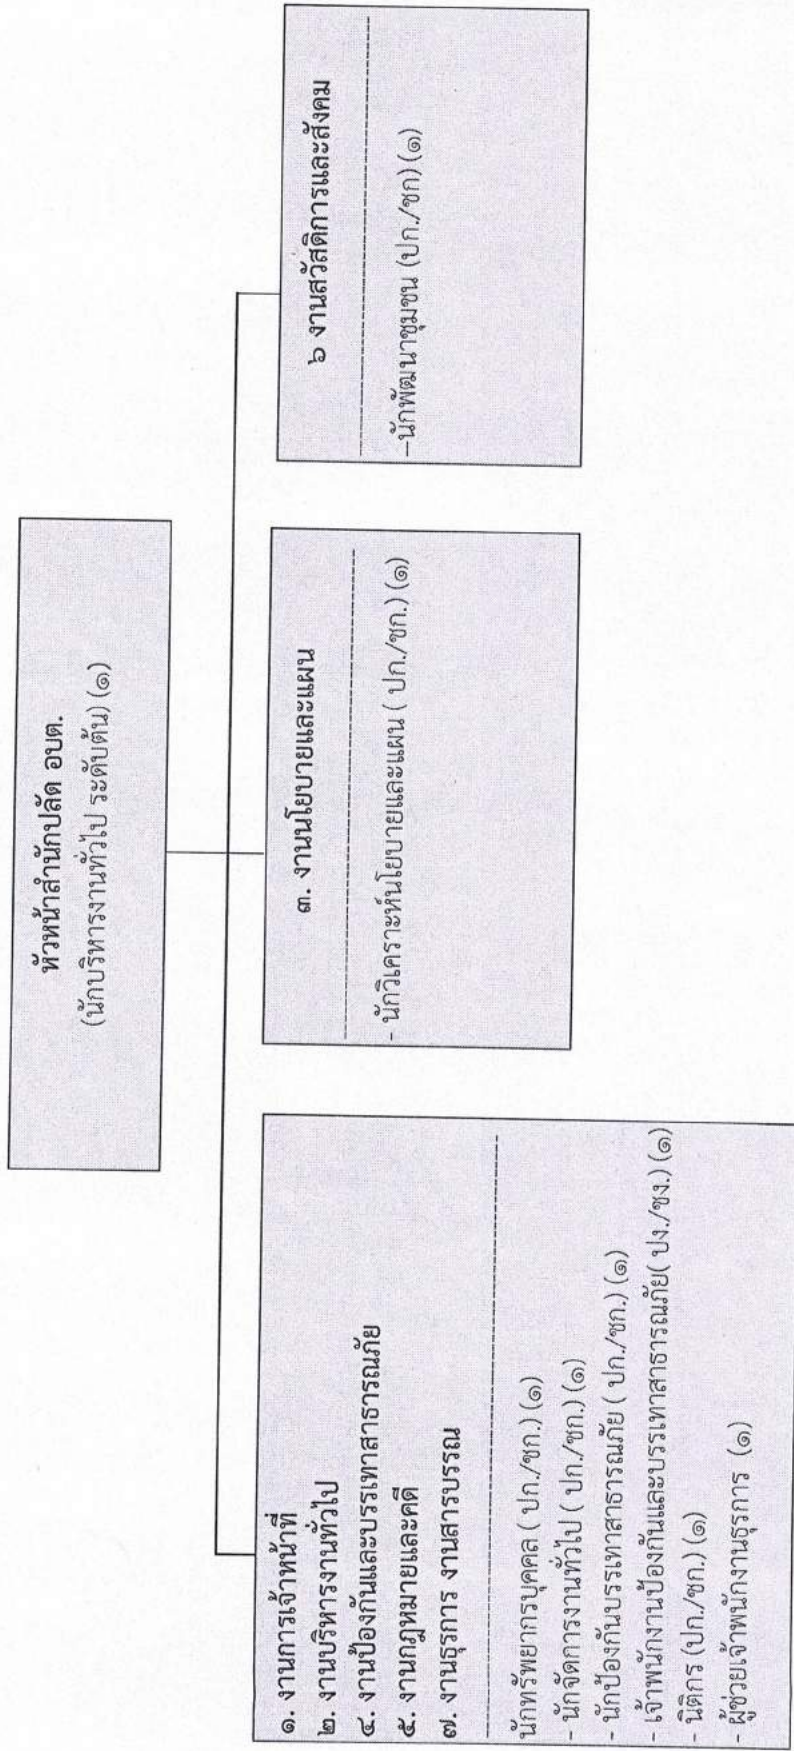 หัวหน้าสำนักปลัด อบต.
(นักบริหารงานทั่วไป ระดับต้น) (๑)
๑. งานการเจ้าหน้าที่
๒. งานบริหารงานทั่วไป
๔. งานป้องกันและบรรเทาสาธารณภัย
๕. งานกฎหมายและคดี
๗. งานธุรการ งานสารบรรณ
นักทรัพยากรบุคคล ( ปก./ชก.) (๑)
- นักจัดการงานทั่วไป ( ปก./ชก.) (๑)
- นักป้องกันบรรเทาสาธารณภัย ( ปก./ชก.) (๑)
- เจ้าพนักงานป้องกันและบรรเทาสาธารณภัย( ปง./ชง.) (๑)
- นิติกร (ปก./ชก.) (๑)
- ผู้ช่วยเจ้าพนักงานธุรการ (๑)
๓. งานนโยบายและแผน
- นักวิเคราะห์นโยบายและแผน ( ปก./ชก.) (๑)
๖ งานสวัสดิการและสังคม
–นักพัฒนาชุมชน (ปก./ชก) (๑)